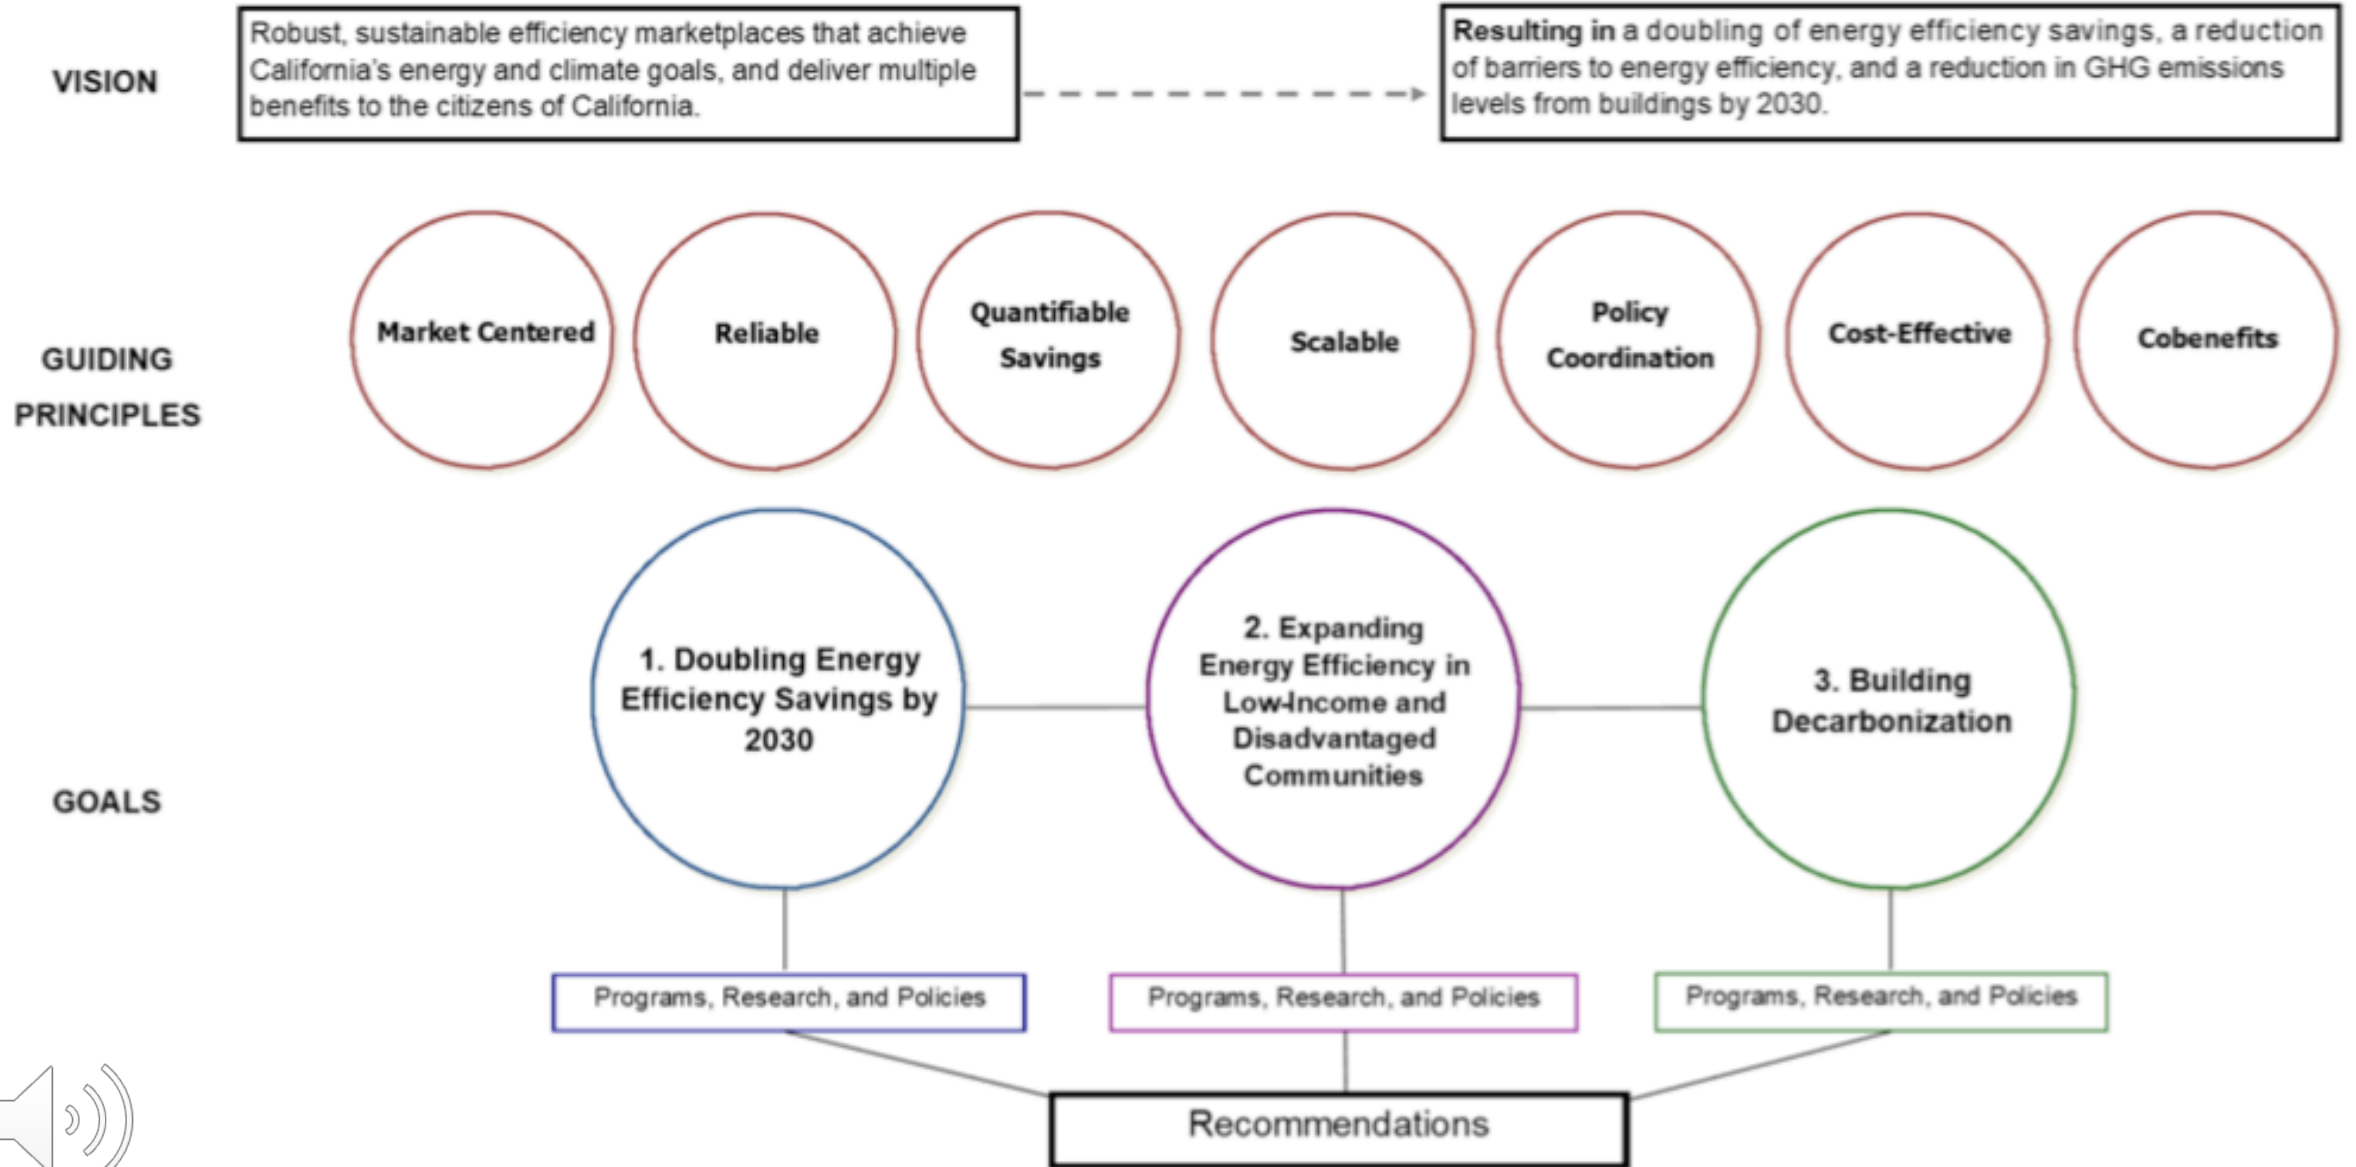 VISION
Robust, sustainable efficiency marketplaces that achieve
California's energy and climate goals, and deliver multiple
benefits to the citizens of California.
Resulting in a doubling of energy efficiency savings, a reduction
of barriers to energy efficiency, and a reduction in GHG emissions
levels from buildings by 2030.
GUIDING
PRINCIPLES
Market Centered
Reliable
Quantifiable
Savings
Scalable
Policy
Coordination
Cost-Effective
Cobenefits
GOALS
1. Doubling Energy
Efficiency Savings by
2030
2. Expanding
Energy Efficiency in
Low-Income and
Disadvantaged
Communities
3. Building
Decarbonization
Programs, Research, and Policies
Programs, Research, and Policies
Programs, Research, and Policies
Recommendations